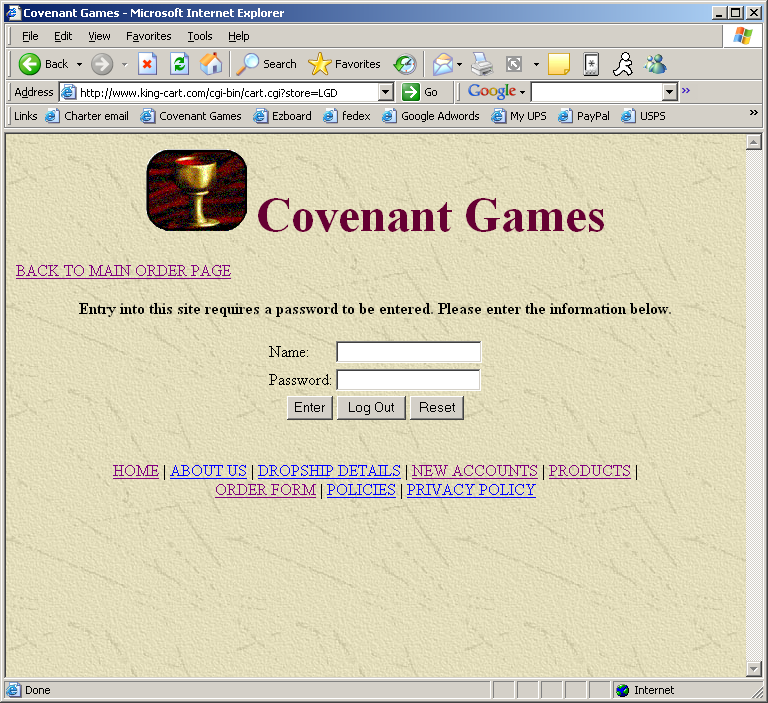 Covenant Games - Microsoft Internet Explorer
File Edit View Favorites Tools Help
Back Search Favorites
Address http://www.king-cart.com/cgi-bin/cart.cgi?store=LGD Go Google »
Links Charter email Covenant Games Ezboard fedex Google Adwords My UPS PayPal USPS »
Covenant Games
BACK TO MAIN ORDER PAGE
Entry into this site requires a password to be entered. Please enter the information below.
Name:
Password:
Enter Log Out Reset
HOME | ABOUT US | DROPSHIP DETAILS | NEW ACCOUNTS | PRODUCTS |
ORDER FORM | POLICIES | PRIVACY POLICY
Done Internet